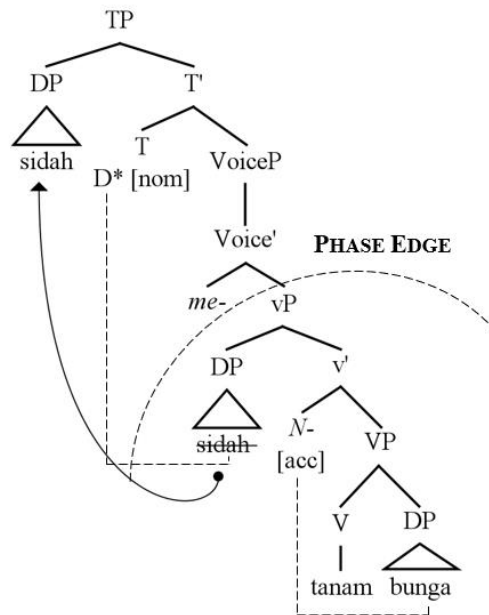 TP
DP T'
sidah T VoiceP
D* [nom]
Voice'
PHASE EDGE
me- vP
DP v'
sidah N- VP
[acc]
V DP
tanam bunga